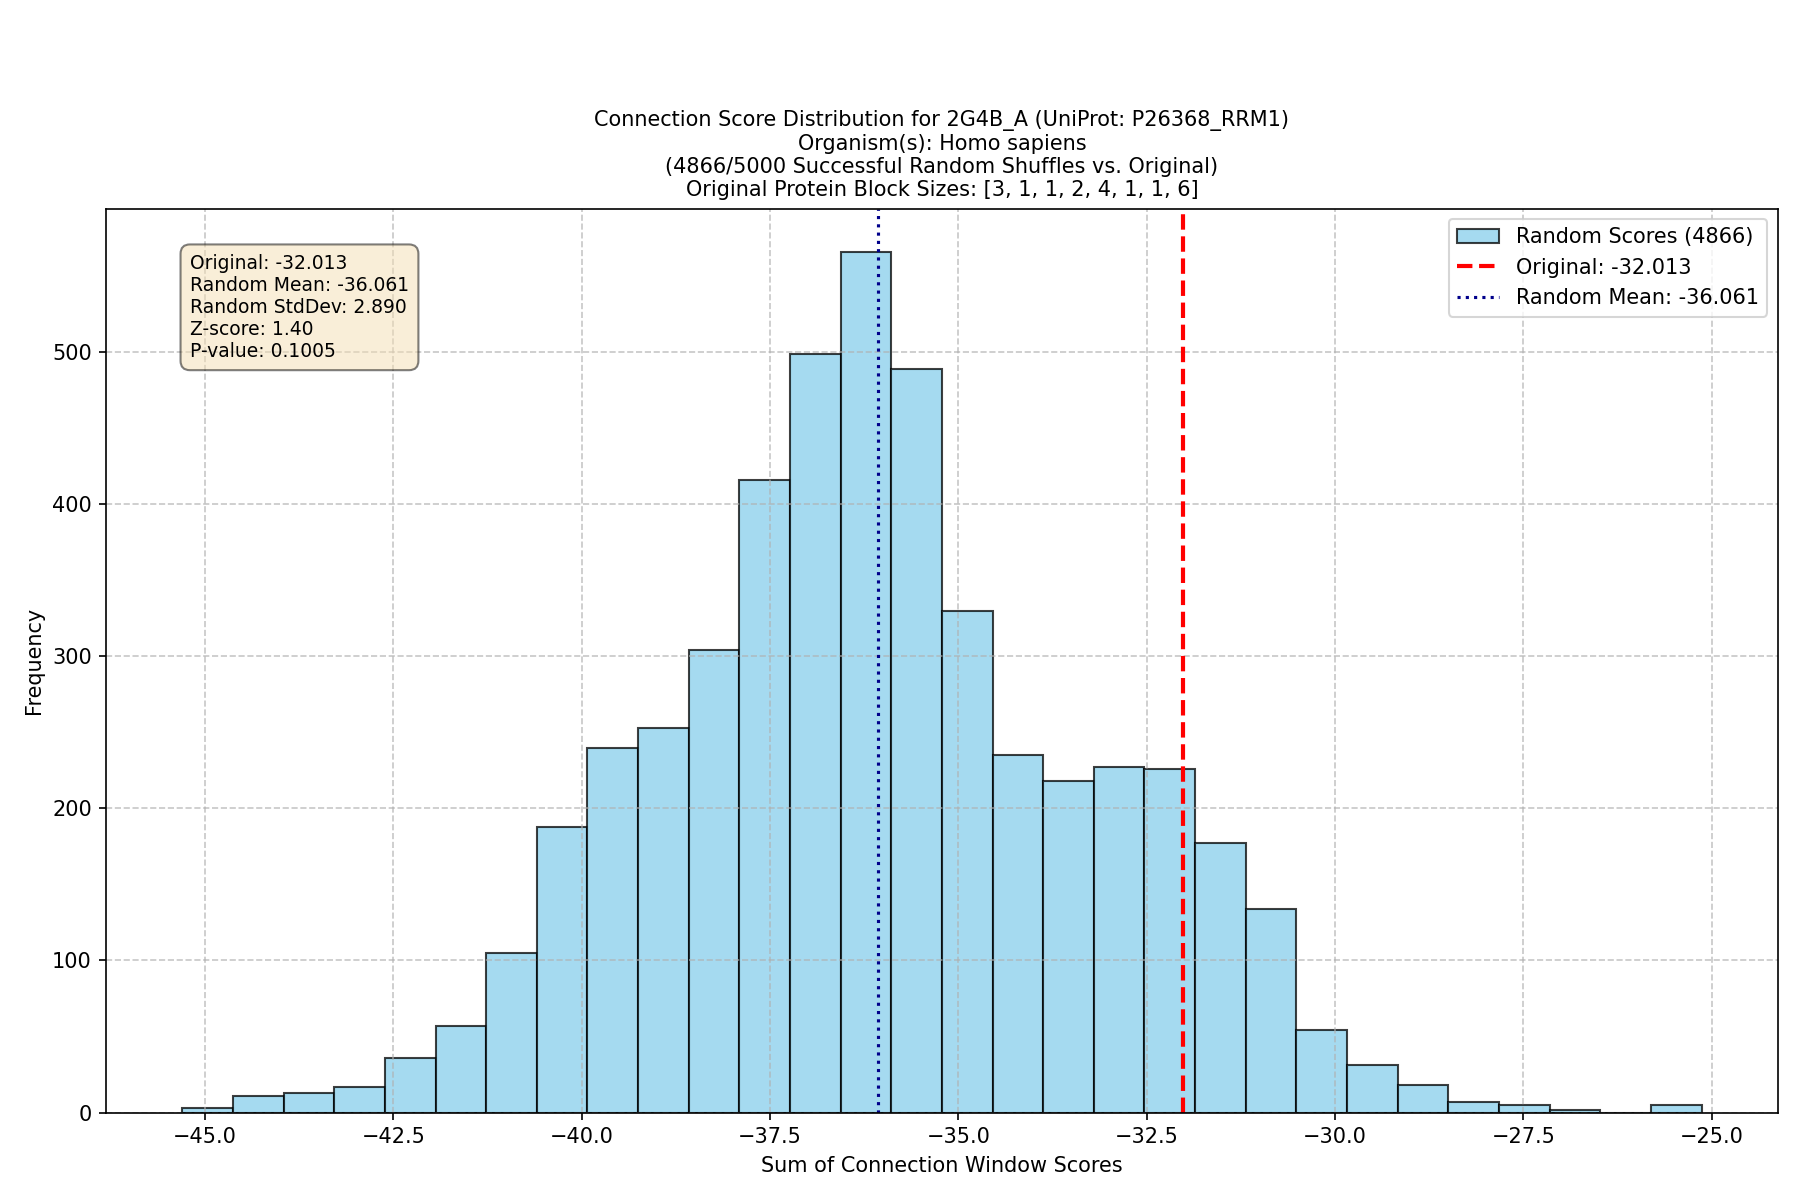 Connection Score Distribution for 2G4B_A (UniProt: P26368_RRM1)
Organism(s): Homo sapiens
(4866/5000 Successful Random Shuffles vs. Original)
Original Protein Block Sizes: [3, 1, 1, 2, 4, 1, 1, 6]
Original: -32.013
Random Mean: -36.061
Random StdDev: 2.890
Z-score: 1.40
P-value: 0.1005
Random Scores (4866)
Original: -32.013
Random Mean: -36.061
Frequency
500
400
300
200
100
0
−45.0 −42.5 −40.0 −37.5 −35.0 −32.5 −30.0 −27.5 −25.0
Sum of Connection Window Scores